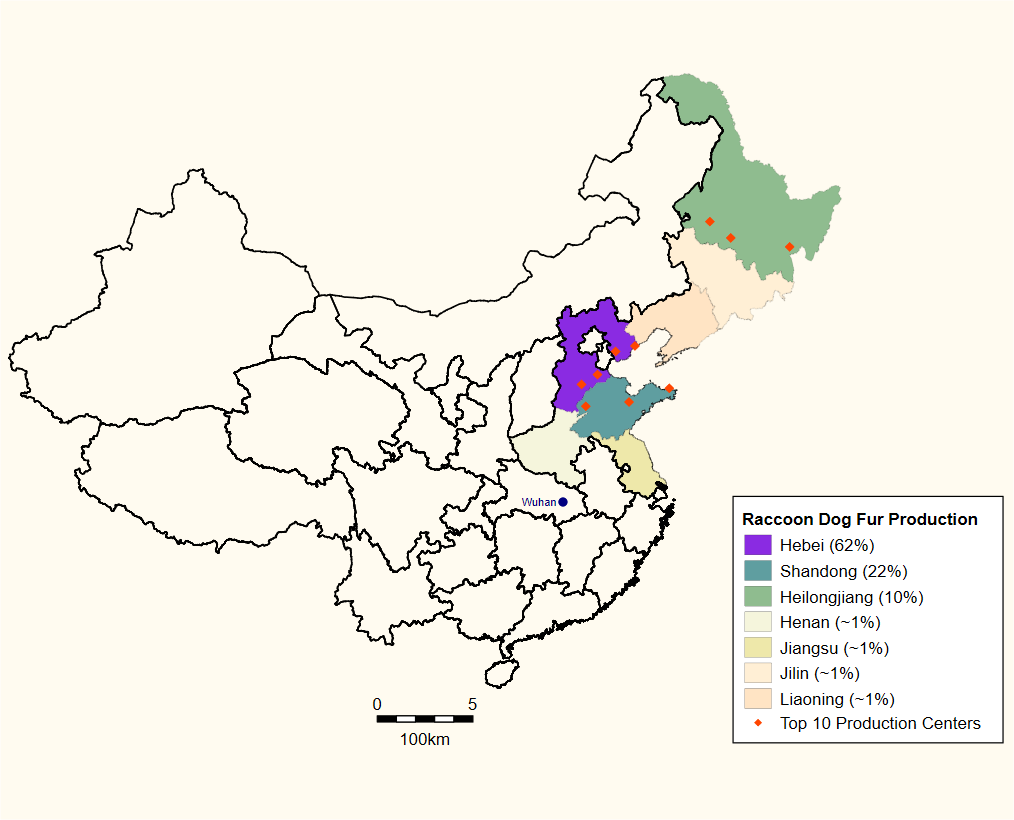 Wuhan
Raccoon Dog Fur Production
Hebei (62%)
Shandong (22%)
Heilongjiang (10%)
Henan (~1%)
Jiangsu (~1%)
Jilin (~1%)
Liaoning (~1%)
Top 10 Production Centers
0 5
100km